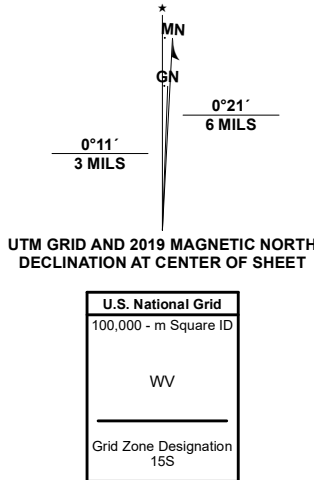 ★
MN
GN
0°21´
6 MILS
0°11´
3 MILS
UTM GRID AND 2019 MAGNETIC NORTH
DECLINATION AT CENTER OF SHEET
U.S. National Grid
100,000 - m Square ID
WV
Grid Zone Designation
15S